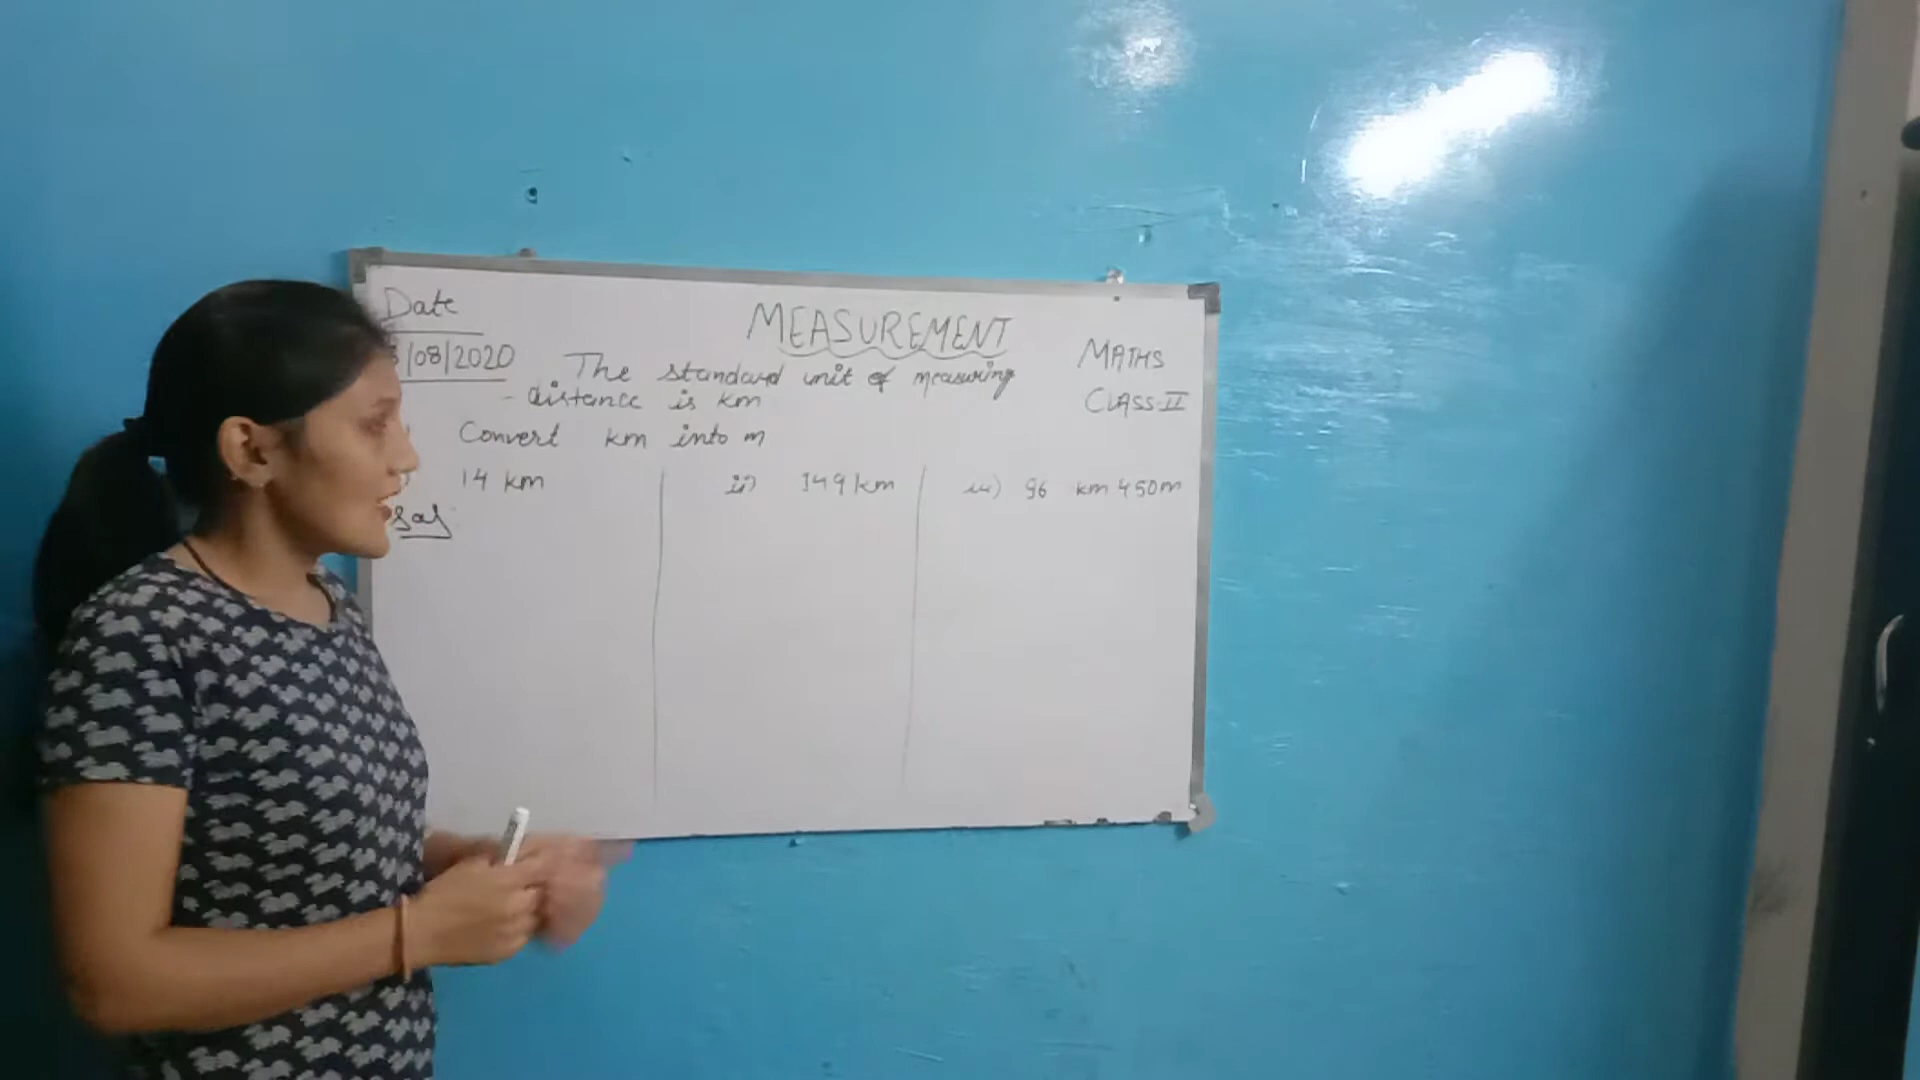 Date
MEASUREMENT
/08/2020
MATHS
The standard unit of measuring
CLASS-II
- distance is km
Convert km into m
14 km
ii) 149 km
iii) 96 km 450m
Sol